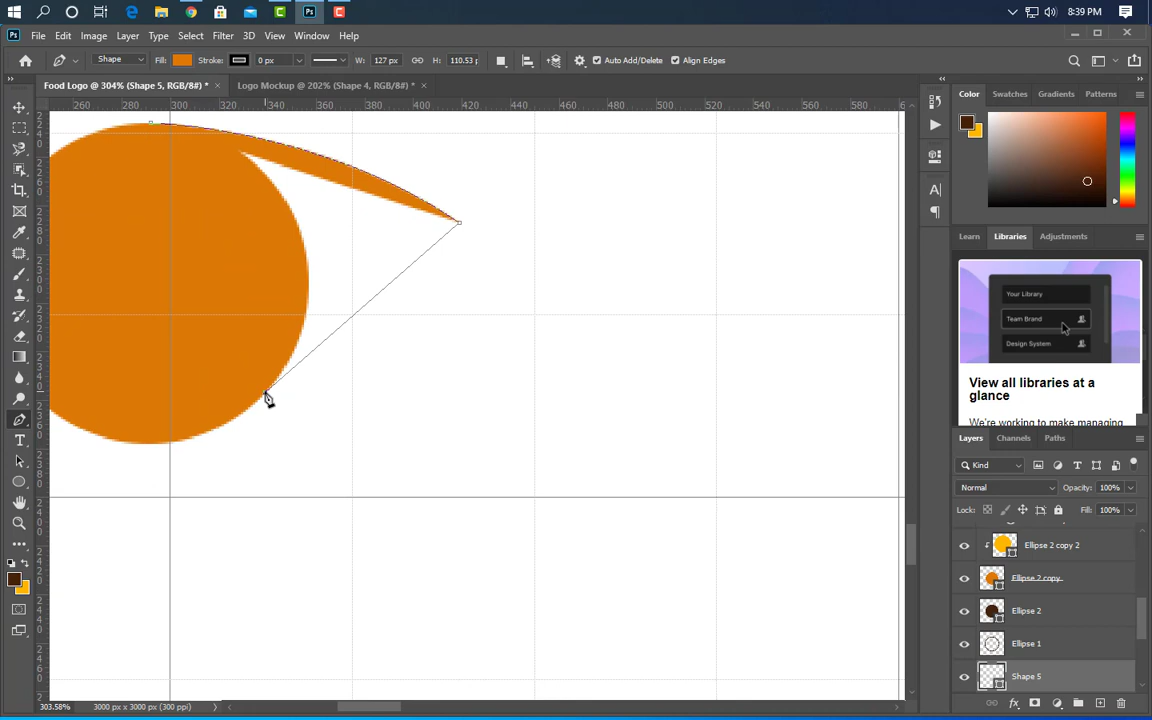 8:39 PM
File Edit Image Layer Type Select Filter 3D View Window Help
Shape Fill: Stroke: 0 px W: 127 px H: 110.53 Auto Add/Delete Align Edges
Food Logo @ 304% (Shape 5, RGB/8#) * × Logo Mockup @ 202% (Shape 4, RGB/8#) * ×
260 280 300 320 340 360 380 400 420 440 460 480 500 520 540 560 580
Color Swatches Gradients Patterns
Learn Libraries Adjustments
Your Library
Team Brand
Design System
View all libraries at a
glance
We're working to make managing
Layers Channels Paths
Kind
Normal Opacity: 100%
Lock: Fill: 100%
Ellipse 2 copy 2
Ellipse 2 copy
Ellipse 2
Ellipse 1
Shape 5
303.58% 3000 px x 3000 px (300 ppi)